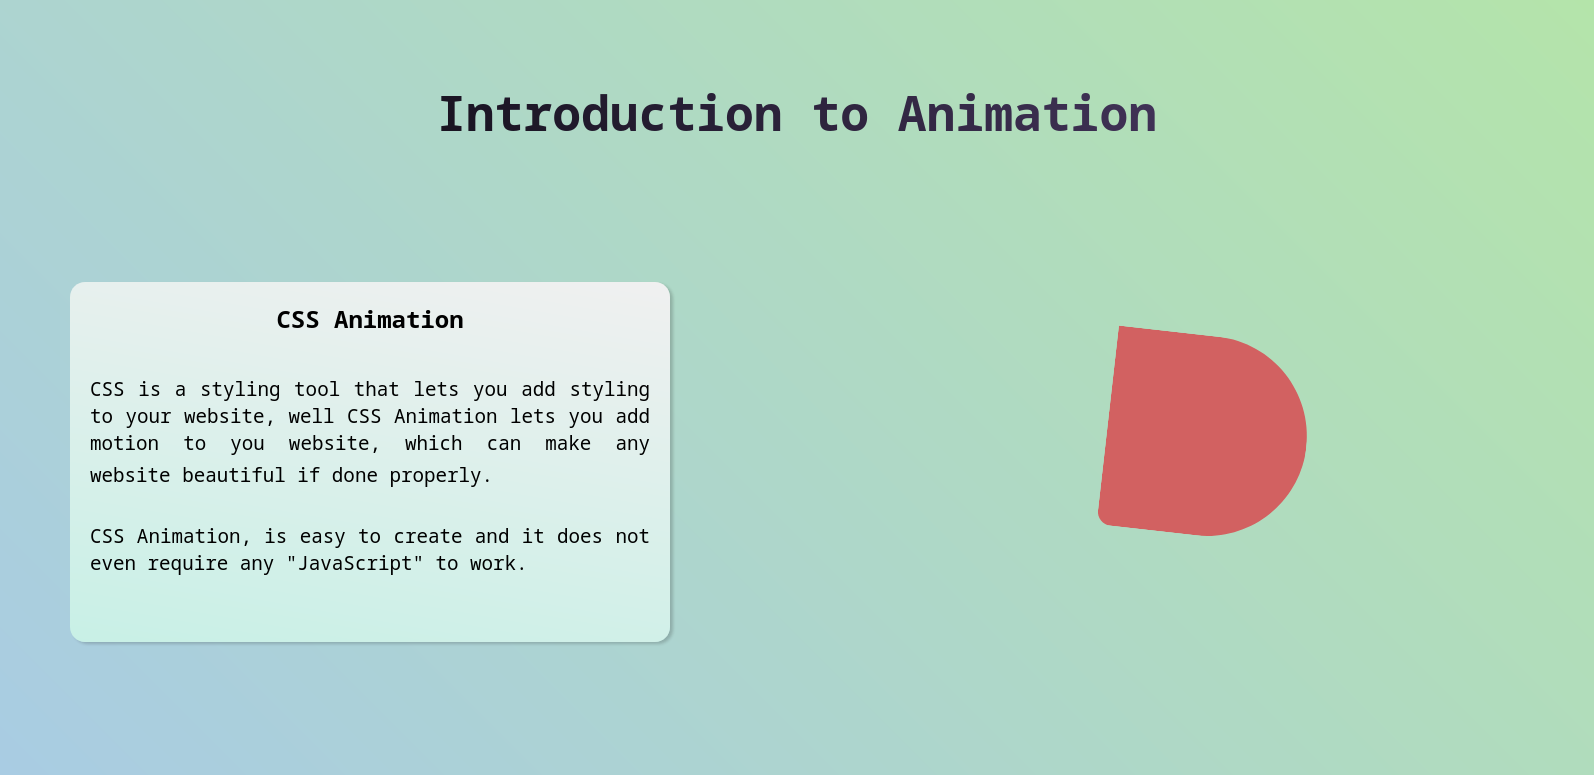 Introduction to Animation
CSS Animation
CSS is a styling tool that lets you add styling
to your website, well CSS Animation lets you add
motion to you website, which can make any
website beautiful if done properly.
CSS Animation, is easy to create and it does not
even require any "JavaScript" to work.